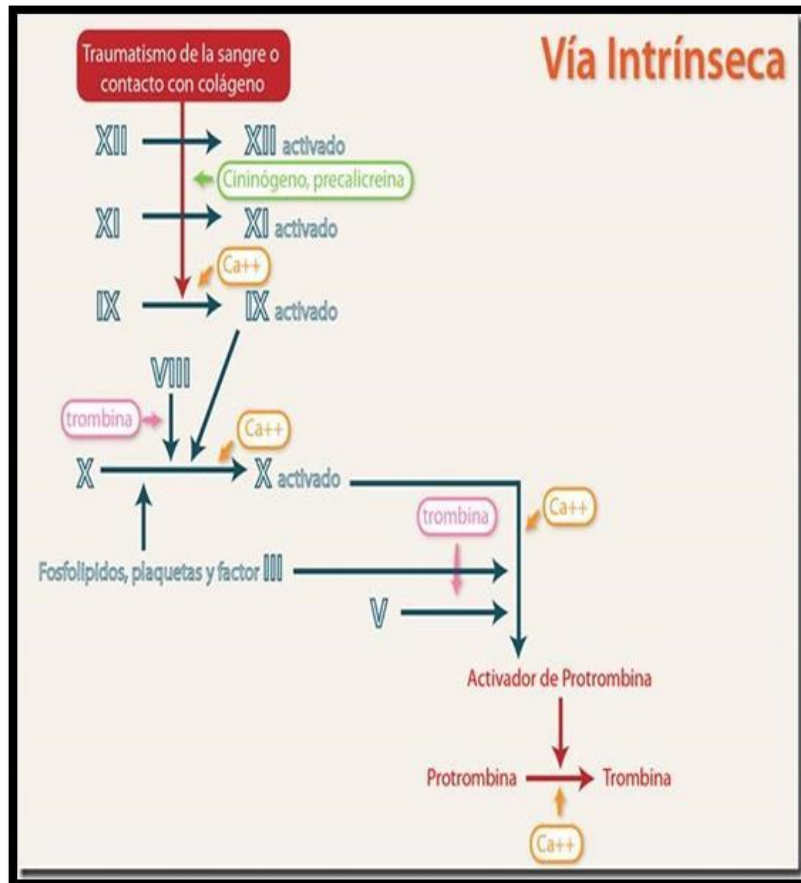 Vía Intrínseca
Traumatismo de la sangre o
contacto con colágeno
XII
XII activado
Cininógeno, precalicreina
XI
XI activado
Ca++
IX
IX activado
VIII
trombina
Ca++
X
X activado
Ca++
trombina
Fosfolipidos, plaquetas y factor III
V
Activador de Protrombina
Protrombina
Trombina
Ca++